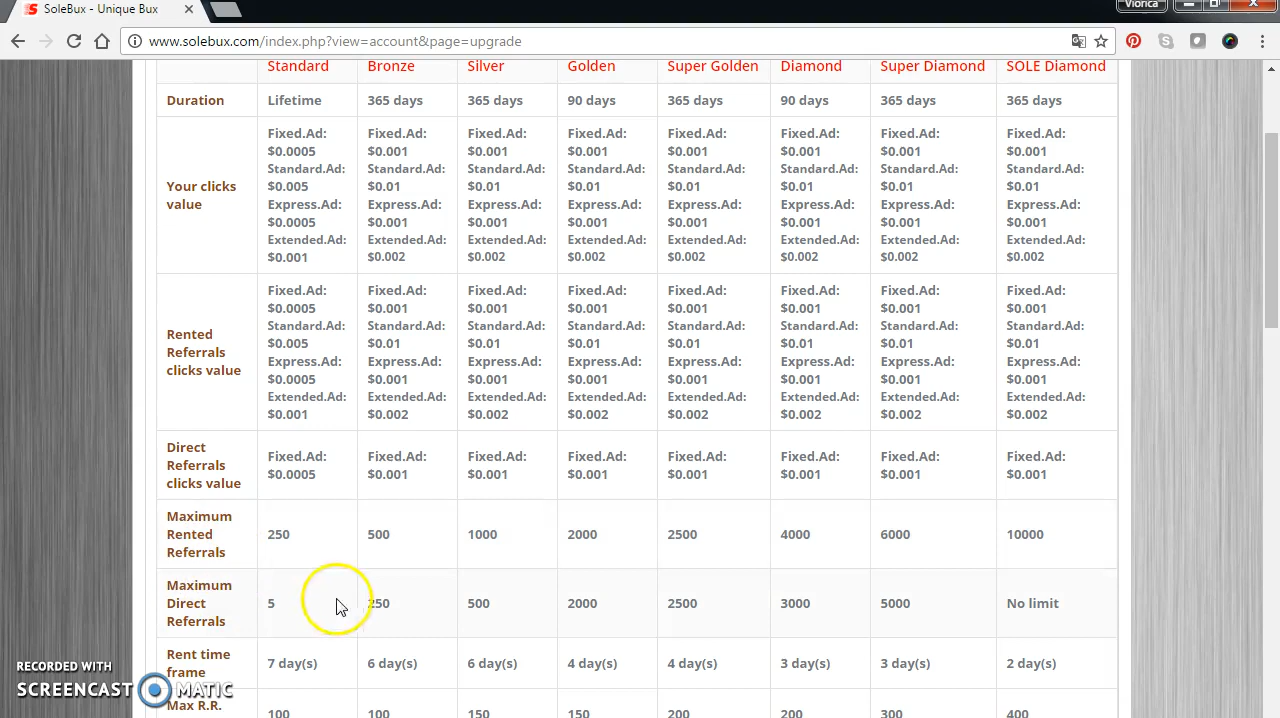 SoleBux - Unique Bux
Viorica
www.solebux.com/index.php?view=account&page=upgrade
Standard Bronze Silver Golden Super Golden Diamond Super Diamond SOLE Diamond
Duration Lifetime 365 days 365 days 90 days 365 days 90 days 365 days 365 days
Fixed.Ad: Fixed.Ad: Fixed.Ad: Fixed.Ad: Fixed.Ad: Fixed.Ad: Fixed.Ad: Fixed.Ad:
$0.0005 $0.001 $0.001 $0.001 $0.001 $0.001 $0.001 $0.001
Standard.Ad: Standard.Ad: Standard.Ad: Standard.Ad: Standard.Ad: Standard.Ad: Standard.Ad: Standard.Ad:
Your clicks $0.005 $0.01 $0.01 $0.01 $0.01 $0.01 $0.01 $0.01
value Express.Ad: Express.Ad: Express.Ad: Express.Ad: Express.Ad: Express.Ad: Express.Ad: Express.Ad:
$0.0005 $0.001 $0.001 $0.001 $0.001 $0.001 $0.001 $0.001
Extended.Ad: Extended.Ad: Extended.Ad: Extended.Ad: Extended.Ad: Extended.Ad: Extended.Ad: Extended.Ad:
$0.001 $0.002 $0.002 $0.002 $0.002 $0.002 $0.002 $0.002
Fixed.Ad: Fixed.Ad: Fixed.Ad: Fixed.Ad: Fixed.Ad: Fixed.Ad: Fixed.Ad: Fixed.Ad:
$0.0005 $0.001 $0.001 $0.001 $0.001 $0.001 $0.001 $0.001
Rented Standard.Ad: Standard.Ad: Standard.Ad: Standard.Ad: Standard.Ad: Standard.Ad: Standard.Ad: Standard.Ad:
Referrals $0.005 $0.01 $0.01 $0.01 $0.01 $0.01 $0.01 $0.01
clicks value Express.Ad: Express.Ad: Express.Ad: Express.Ad: Express.Ad: Express.Ad: Express.Ad: Express.Ad:
$0.0005 $0.001 $0.001 $0.001 $0.001 $0.001 $0.001 $0.001
Extended.Ad: Extended.Ad: Extended.Ad: Extended.Ad: Extended.Ad: Extended.Ad: Extended.Ad: Extended.Ad:
$0.001 $0.002 $0.002 $0.002 $0.002 $0.002 $0.002 $0.002
Direct
Referrals Fixed.Ad: Fixed.Ad: Fixed.Ad: Fixed.Ad: Fixed.Ad: Fixed.Ad: Fixed.Ad: Fixed.Ad:
clicks value $0.0005 $0.001 $0.001 $0.001 $0.001 $0.001 $0.001 $0.001
Maximum
Rented 250 500 1000 2000 2500 4000 6000 10000
Referrals
Maximum
Direct 5 250 500 2000 2500 3000 5000 No limit
Referrals
Rent time
frame 7 day(s) 6 day(s) 6 day(s) 4 day(s) 4 day(s) 3 day(s) 3 day(s) 2 day(s)
Max R.R. 100 100 150 150 200 200 300 400
RECORDED WITH
SCREENCAST MATIC